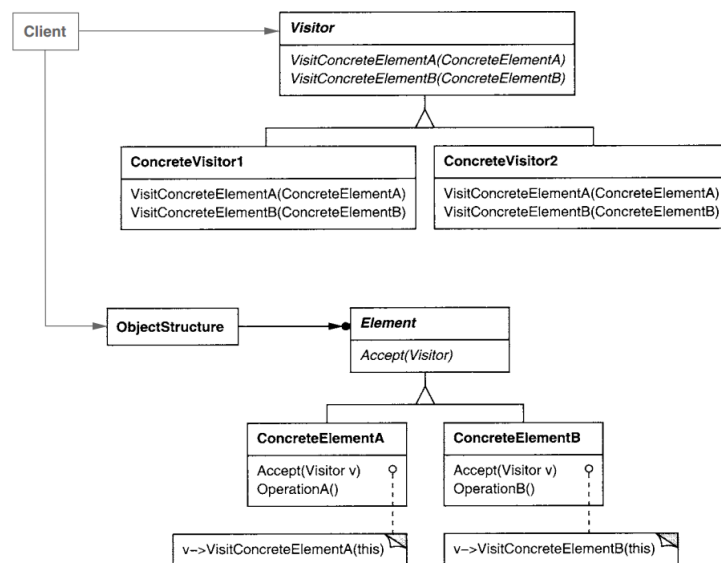 Client
Visitor
VisitConcreteElementA(ConcreteElementA)
VisitConcreteElementB(ConcreteElementB)
ConcreteVisitor1
VisitConcreteElementA(ConcreteElementA)
VisitConcreteElementB(ConcreteElementB)
ConcreteVisitor2
VisitConcreteElementA(ConcreteElementA)
VisitConcreteElementB(ConcreteElementB)
ObjectStructure
Element
Accept(Visitor)
ConcreteElementA
Accept(Visitor v)
OperationA()
ConcreteElementB
Accept(Visitor v)
OperationB()
v->VisitConcreteElementA(this)
v->VisitConcreteElementB(this)